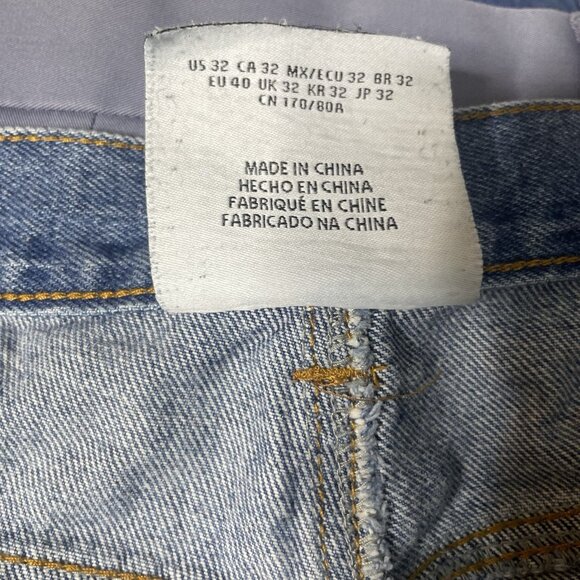 US 32 CA 32 MX/ECU 32 BR 32
EU 40 UK 32 KR 32 JP 32
CN 170/80A
MADE IN CHINA
HECHO EN CHINA
FABRIQUÉ EN CHINE
FABRICADO NA CHINA